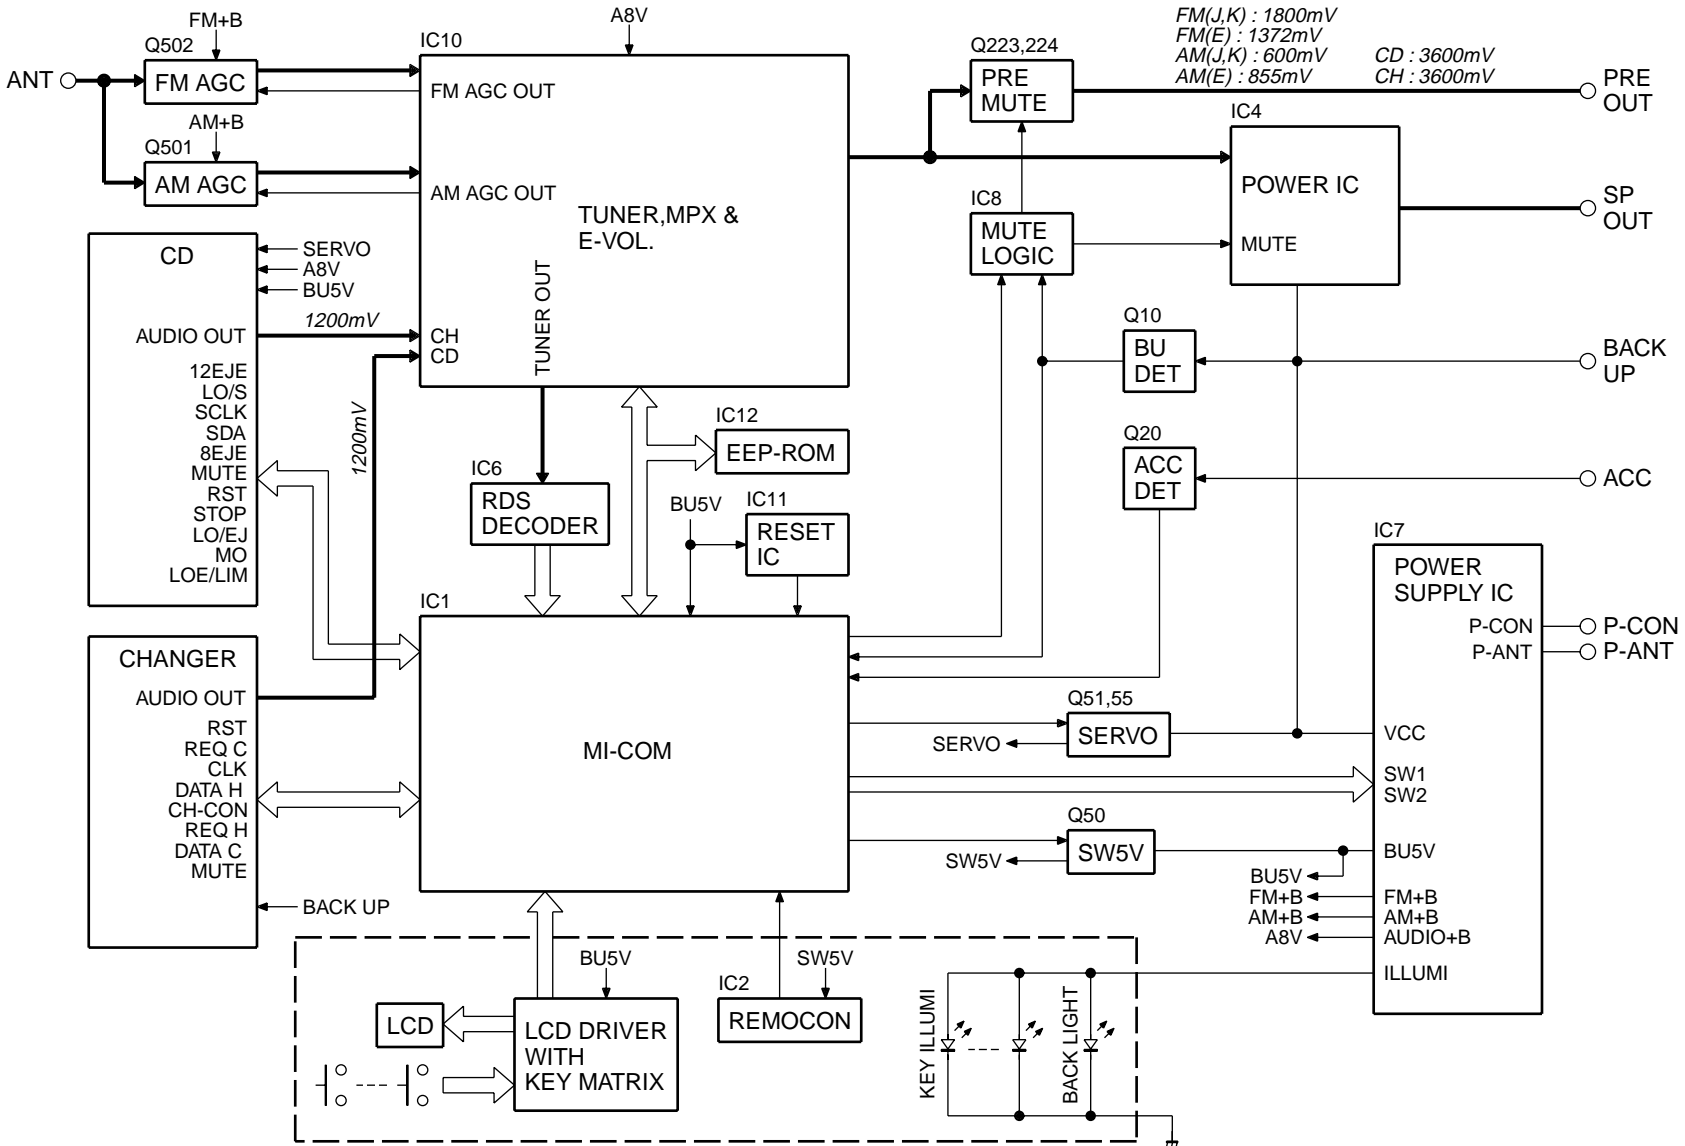 FM+B
Q502
ANT
FM AGC
AM+B
Q501
AM AGC
A8V
IC10
FM AGC OUT
AM AGC OUT
TUNER,MPX &
E-VOL.
TUNER OUT
CH
CD
Q223,224
PRE
MUTE
FM(J,K) : 1800mV
FM(E) : 1372mV
AM(J,K) : 600mV
AM(E) : 855mV
CD : 3600mV
CH : 3600mV
PRE
OUT
IC4
POWER IC
MUTE
SP
OUT
IC8
MUTE
LOGIC
CD
SERVO
A8V
BU5V
AUDIO OUT
1200mV
12EJE
LO/S
SCLK
SDA
8EJE
MUTE
RST
STOP
LO/EJ
MO
LOE/LIM
1200mV
Q10
BU
DET
BACK
UP
Q20
ACC
DET
ACC
IC12
EEP-ROM
IC6
RDS
DECODER
BU5V
IC11
RESET
IC
IC7
POWER
SUPPLY IC
P-CON
P-CON
P-ANT
P-ANT
VCC
SW1
SW2
BU5V
BU5V
FM+B
FM+B
AM+B
AM+B
A8V
AUDIO+B
ILLUMI
IC1
MI-COM
CHANGER
AUDIO OUT
RST
REQ C
CLK
DATA H
CH-CON
REQ H
DATA C
MUTE
BACK UP
Q51,55
SERVO
SERVO
Q50
SW5V
SW5V
BU5V
LCD
LCD DRIVER
WITH
KEY MATRIX
SW5V
IC2
REMOCON
KEY ILLUMI
BACK LIGHT